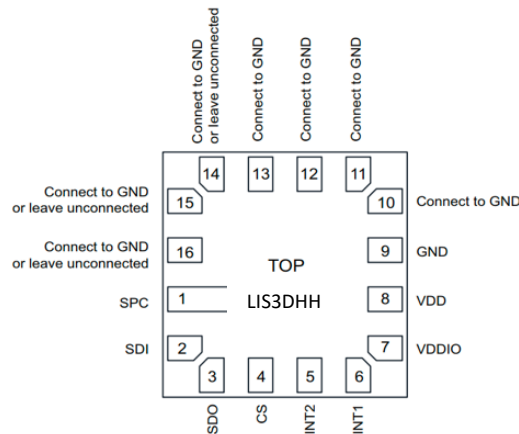 Connect to GND
or leave unconnected
Connect to GND
Connect to GND
Connect to GND
14
13
12
11
Connect to GND
or leave unconnected
15
10
Connect to GND
Connect to GND
or leave unconnected
16
9
GND
TOP
SPC
1
LIS3DHH
8
VDD
SDI
2
7
VDDIO
3
4
5
6
SDO
CS
INT2
INT1